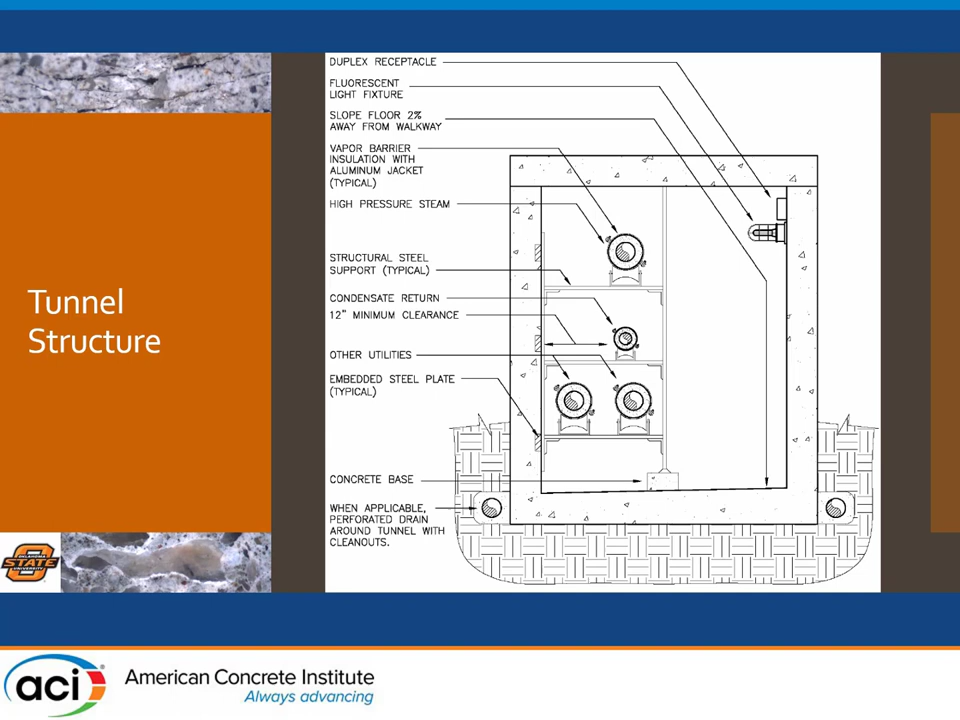 DUPLEX RECEPTACLE
FLUORESCENT
LIGHT FIXTURE
SLOPE FLOOR 2%
AWAY FROM WALKWAY
VAPOR BARRIER
INSULATION WITH
ALUMINUM JACKET
(TYPICAL)
HIGH PRESSURE STEAM
STRUCTURAL STEEL
SUPPORT (TYPICAL)
Tunnel
Structure
CONDENSATE RETURN
12" MINIMUM CLEARANCE
OTHER UTILITIES
EMBEDDED STEEL PLATE
(TYPICAL)
CONCRETE BASE
WHEN APPLICABLE,
PERFORATED DRAIN
AROUND TUNNEL WITH
CLEANOUTS.
OKLAHOMA
STATE
UNIVERSITY
aci
American Concrete Institute
Always advancing